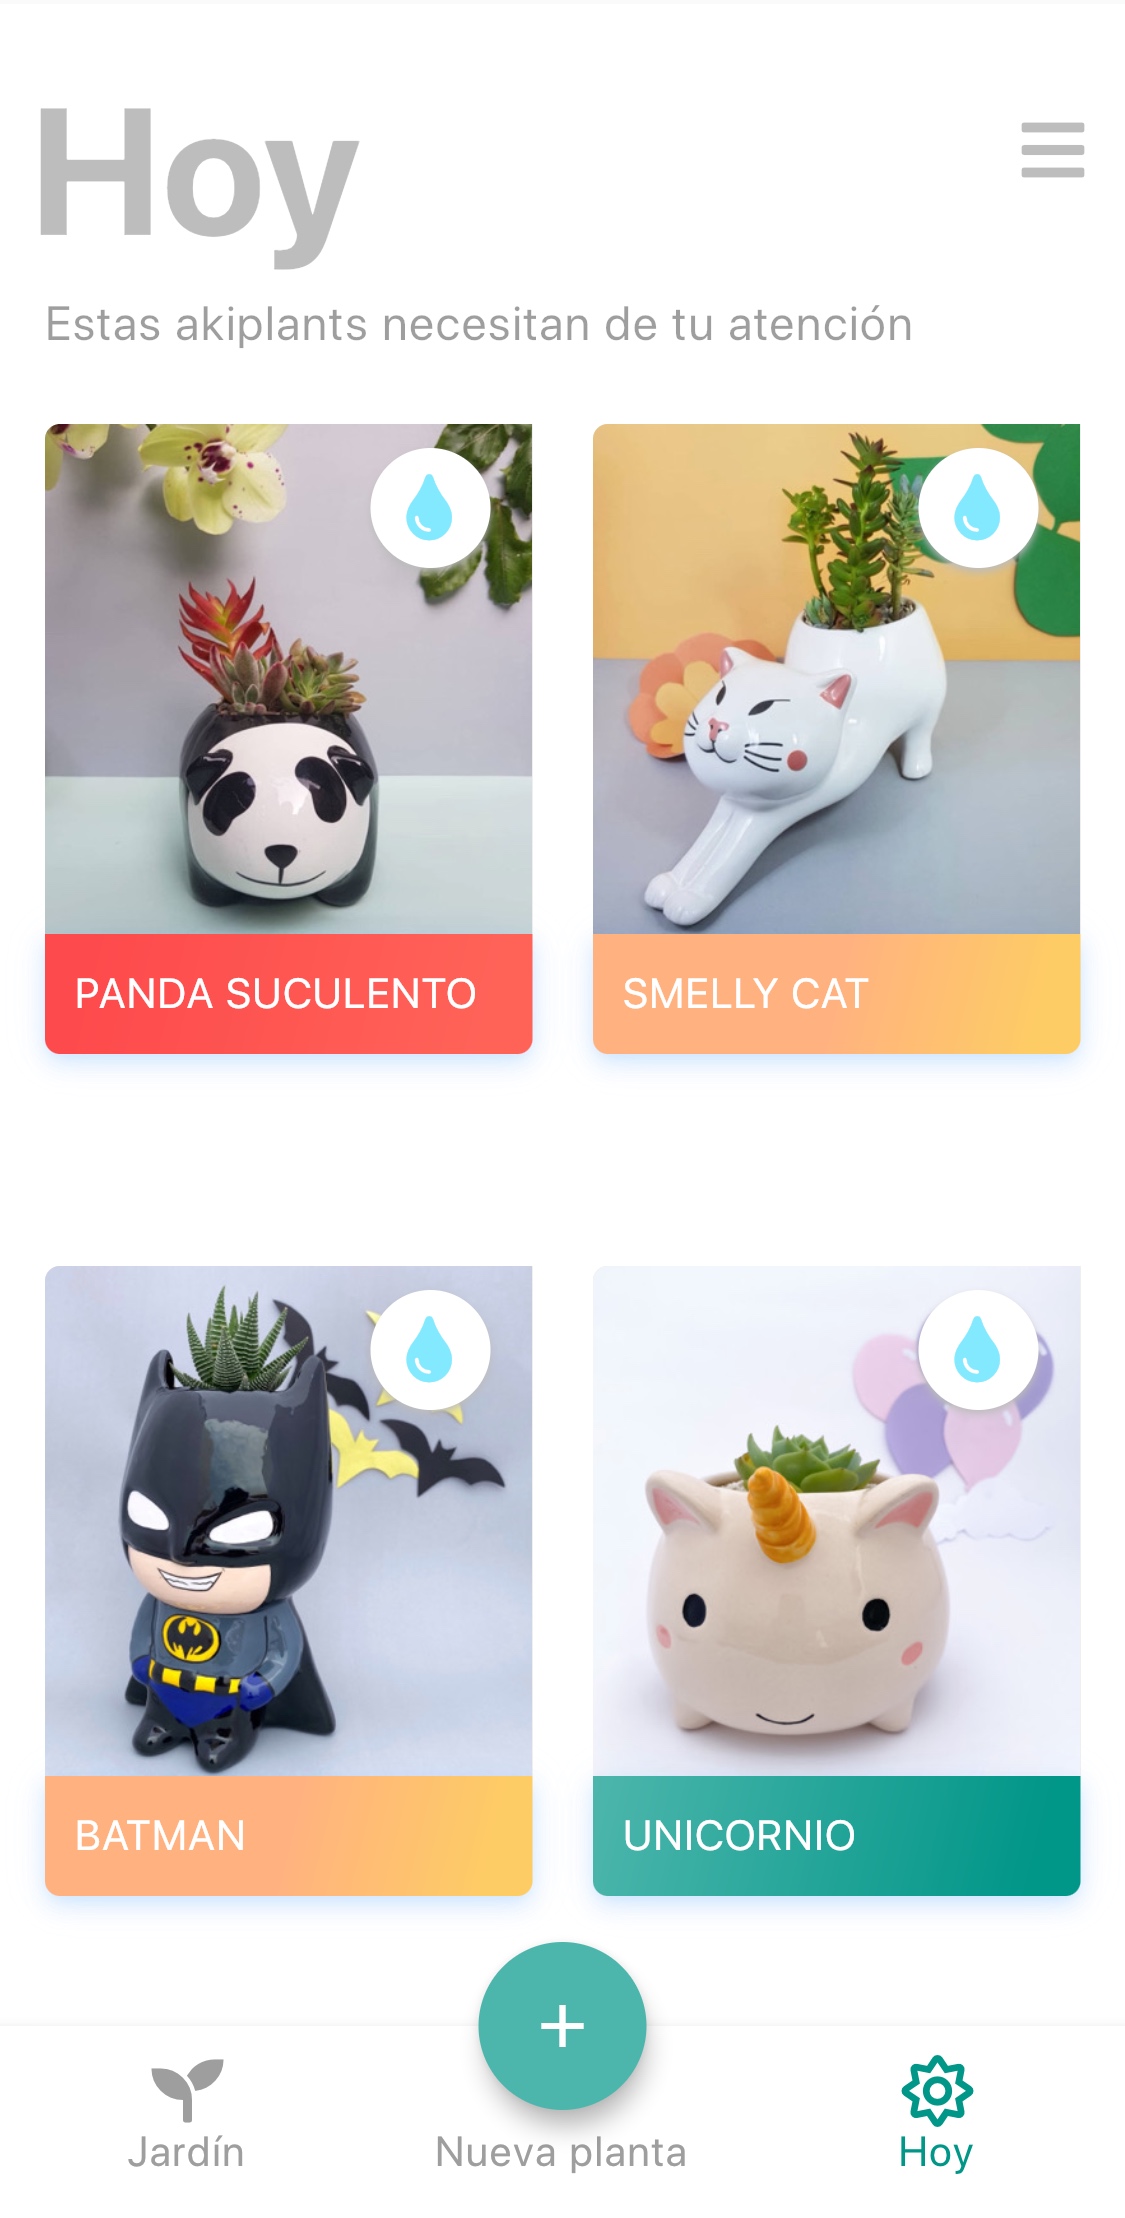 Hoy
Estas akiplants necesitan de tu atención
PANDA SUCULENTO
SMELLY CAT
BATMAN
UNICORNIO
+
Jardín
Nueva planta
Hoy